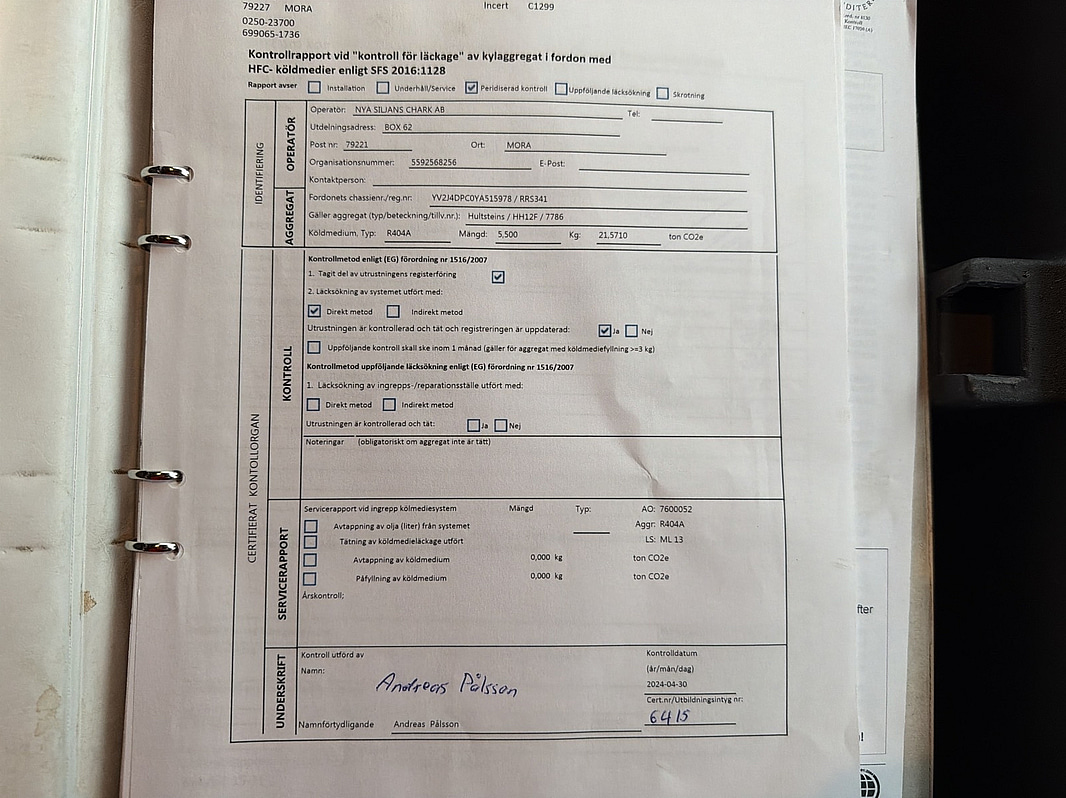 79227 MORA Incert C1299
0250-23700
699065-1736
Kontrollrapport vid "kontroll för läckage" av kylaggregat i fordon med
HFC- köldmedier enligt SFS 2016:1128
Rapport avser Installation Underhåll/Service Peridiserad kontroll Uppföljande läcksökning Skrotning
IDENTIFIERING
OPERATÖR
Operatör: NYA SILJANS CHARK AB Tel:
Utdelningsadress: BOX 62
Post nr: 79221 Ort: MORA
Organisationsnummer: 5592568256 E-Post:
Kontaktperson:
AGGREGAT
Fordonets chassienr./reg.nr: YV2J4DPC0YA515978 / RRS341
Gäller aggregat (typ/beteckning/tillv.nr.): Hultsteins / HH12F / 7786
Köldmedium, Typ: R404A Mängd: 5,500 Kg: 21,5710 ton CO2e
CERTIFIERAT KONTOLLORGAN
KONTROLL
Kontrollmetod enligt (EG) förordning nr 1516/2007
1. Tagit del av utrustningens registerföring
2. Läcksökning av systemet utfört med:
Direkt metod Indirekt metod
Utrustningen är kontrollerad och tät och registreringen är uppdaterad: Ja Nej
Uppföljande kontroll skall ske inom 1 månad (gäller för aggregat med köldmediefyllning >=3 kg)
Kontrollmetod uppföljande läcksökning enligt (EG) förordning nr 1516/2007
1. Läcksökning av ingrepps-/reparationsställe utfört med:
Direkt metod Indirekt metod
Utrustningen är kontrollerad och tät: Ja Nej
Noteringar (obligatoriskt om aggregat inte är tätt)
SERVICERAPPORT
Servicerapport vid ingrepp kölmediesystem Mängd Typ: AO: 7600052
Avtappning av olja (liter) från systemet Aggr: R404A
Tätning av köldmedieläckage utfört LS: ML 13
Avtappning av köldmedium 0,000 kg ton CO2e
Påfyllning av köldmedium 0,000 kg ton CO2e
Årskontroll;
UNDERSKRIFT
Kontroll utförd av Kontrolldatum
Namn: (år/mån/dag)
Andreas Pålsson 2024-04-30
Cert.nr/Utbildningsintyg nr:
6415
Namnförtydligande Andreas Pålsson
fter